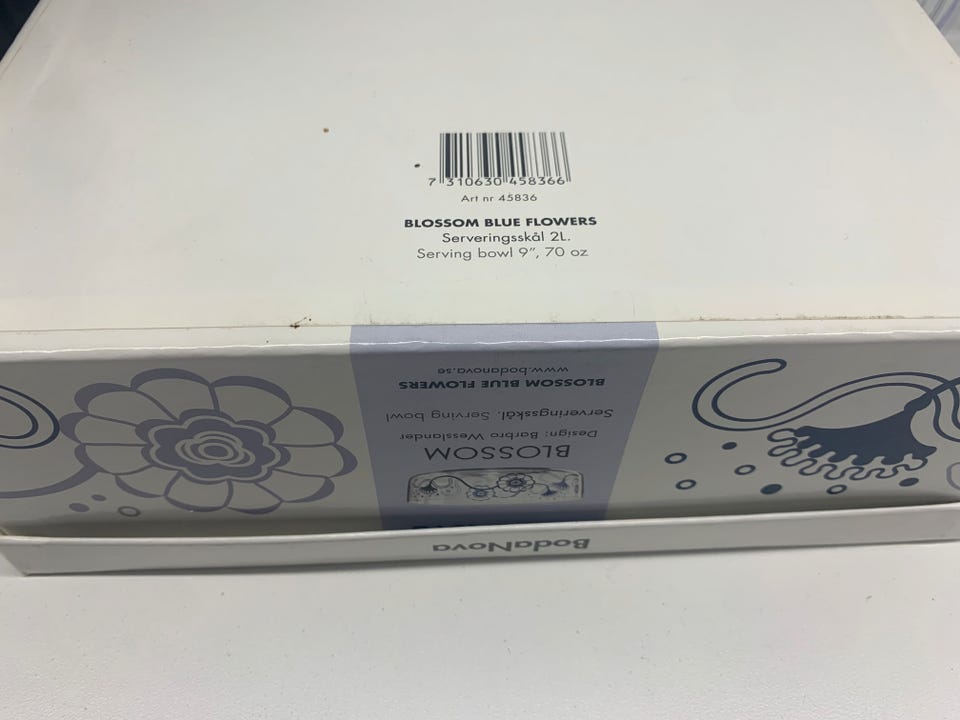 7 310630 458366
Art nr 45836
BLOSSOM BLUE FLOWERS
Serveringsskål 2L.
Serving bowl 9", 70 oz
BodaNova
BLOSSOM
Design: Barbro Wesslander
Serveringsskål. Serving bowl
BLOSSOM BLUE FLOWERS
www.bodanova.se